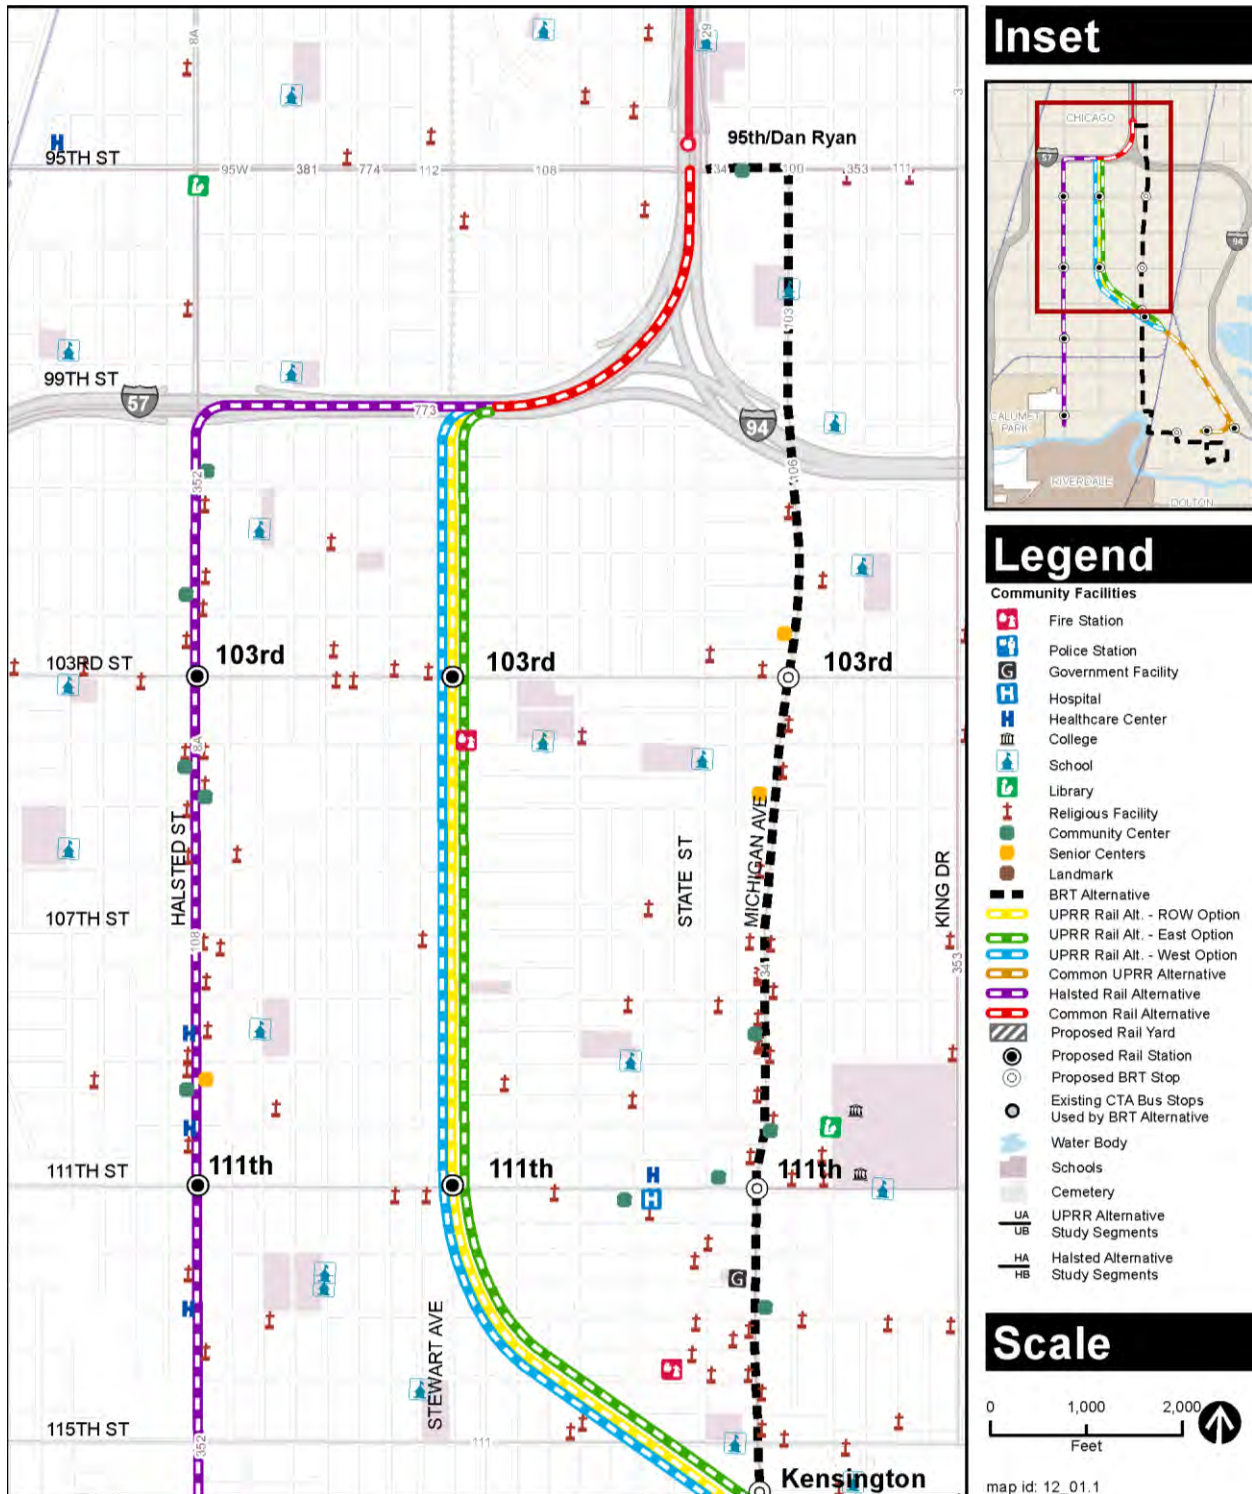 8A
29
3
95th/Dan Ryan
95TH ST
95W
381
774
112
108
34
100
353
111
103
99TH ST
57
773
94
106
352
103rd
103rd
103rd
103RD ST
8A
HALSTED ST
STATE ST
MICHIGAN AVE
KING DR
107TH ST
108
34
353
111TH ST
111th
111th
111th
G
STEWART AVE
115TH ST
352
111
Kensington
Inset
CHICAGO
57
94
CALUMET
PARK
RIVERDALE
DOLTON
Legend
Community Facilities
Fire Station
Police Station
G Government Facility
H Hospital
H Healthcare Center
College
School
Library
Religious Facility
Community Center
Senior Centers
Landmark
BRT Alternative
UPRR Rail Alt. - ROW Option
UPRR Rail Alt. - East Option
UPRR Rail Alt. - West Option
Common UPRR Alternative
Halsted Rail Alternative
Common Rail Alternative
Proposed Rail Yard
Proposed Rail Station
Proposed BRT Stop
Existing CTA Bus Stops
Used by BRT Alternative
Water Body
Schools
Cemetery
UA UPRR Alternative
UB Study Segments
HA Halsted Alternative
HB Study Segments
Scale
0 1,000 2,000
Feet
map id: 12_01.1